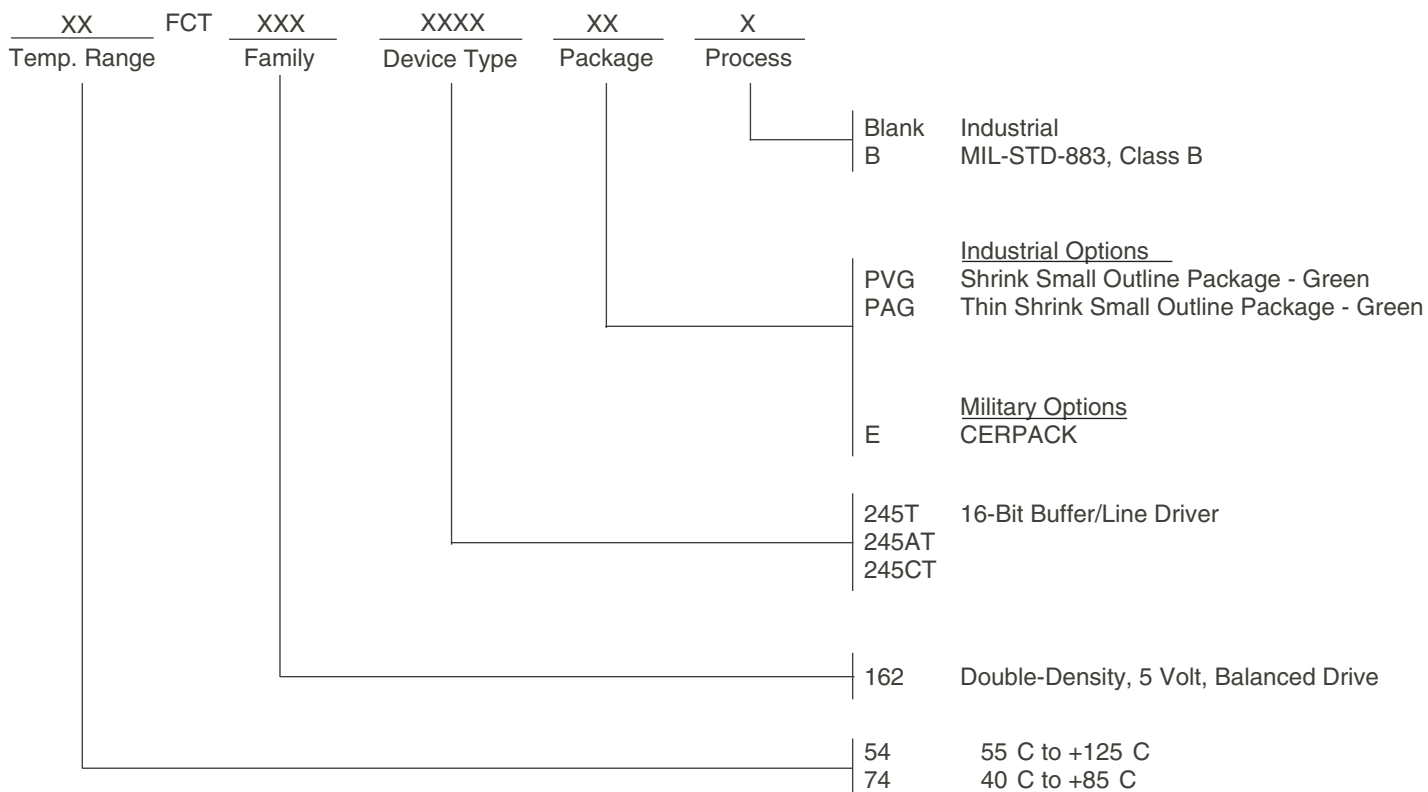 XX FCT XXX XXXX XX X
Temp. Range Family Device Type Package Process
Blank Industrial
B MIL-STD-883, Class B
Industrial Options
PVG Shrink Small Outline Package - Green
PAG Thin Shrink Small Outline Package - Green
Military Options
E CERPACK
245T 16-Bit Buffer/Line Driver
245AT
245CT
162 Double-Density, 5 Volt, Balanced Drive
54 55 C to +125 C
74 40 C to +85 C